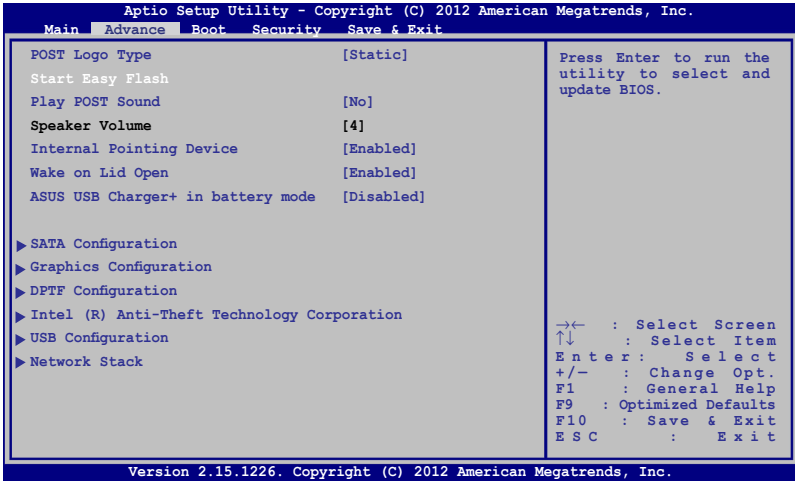 Aptio Setup Utility - Copyright (C) 2012 American Megatrends, Inc.
Main Advance Boot Security Save & Exit
POST Logo Type [Static]
Start Easy Flash
Play POST Sound [No]
Speaker Volume [4]
Internal Pointing Device [Enabled]
Wake on Lid Open [Enabled]
ASUS USB Charger+ in battery mode [Disabled]
SATA Configuration
Graphics Configuration
DPTF Configuration
Intel (R) Anti-Theft Technology Corporation
USB Configuration
Network Stack
Press Enter to run the
utility to select and
update BIOS.
→← : Select Screen
↑↓ : Select Item
Enter: Select
+/— : Change Opt.
F1 : General Help
F9 : Optimized Defaults
F10 : Save & Exit
ESC : Exit
Version 2.15.1226. Copyright (C) 2012 American Megatrends, Inc.